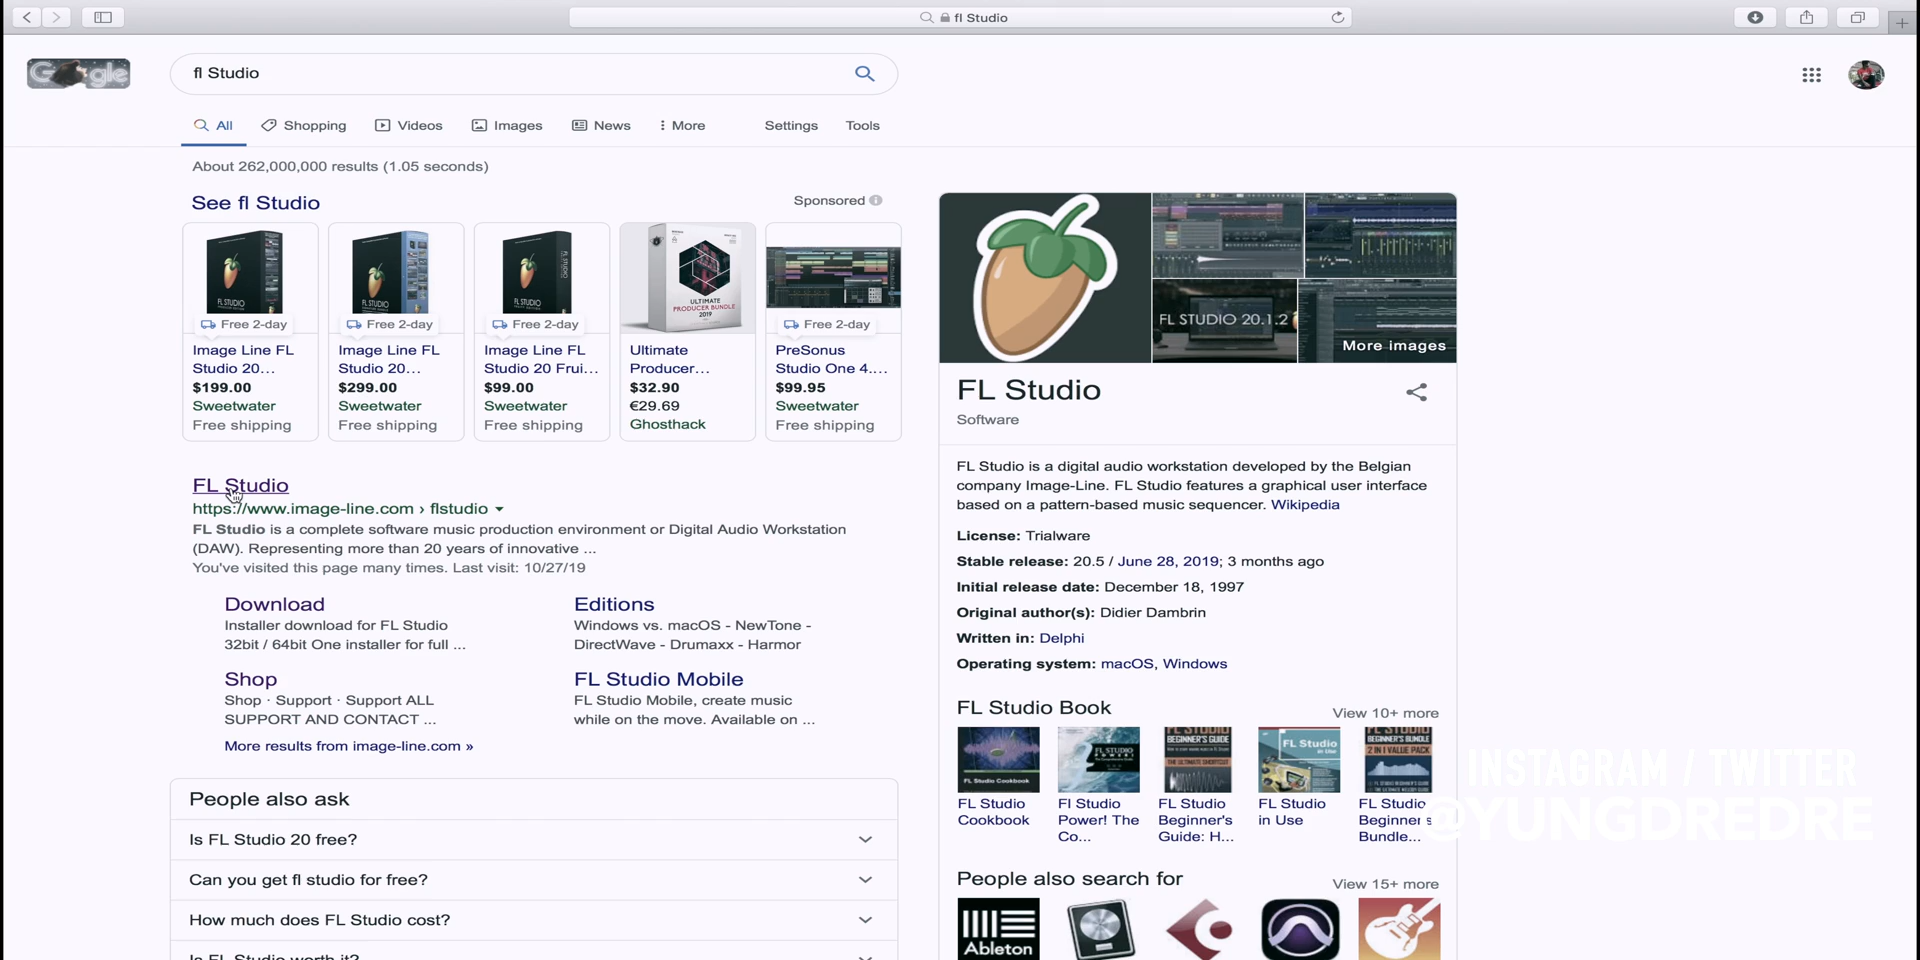 fl Studio
Google
fl Studio
All
Shopping
Videos
Images
News
More
Settings
Tools
About 262,000,000 results (1.05 seconds)
See fl Studio
Sponsored
Free 2-day
Image Line FL
Studio 20...
$199.00
Sweetwater
Free shipping
Free 2-day
Image Line FL
Studio 20...
$299.00
Sweetwater
Free shipping
Free 2-day
Image Line FL
Studio 20 Frui...
$99.00
Sweetwater
Free shipping
ULTIMATE
PRODUCER BUNDLE
2019
Ultimate
Producer...
$32.90
€29.69
Ghosthack
Free 2-day
PreSonus
Studio One 4....
$99.95
Sweetwater
Free shipping
FL Studio
https://www.image-line.com › flstudio
FL Studio is a complete software music production environment or Digital Audio Workstation
(DAW). Representing more than 20 years of innovative ...
You've visited this page many times. Last visit: 10/27/19
Download
Installer download for FL Studio
32bit / 64bit One installer for full ...
Editions
Windows vs. macOS - NewTone -
DirectWave - Drumaxx - Harmor
Shop
Shop · Support · Support ALL
SUPPORT AND CONTACT ...
FL Studio Mobile
FL Studio Mobile, create music
while on the move. Available on ...
More results from image-line.com »
People also ask
Is FL Studio 20 free?
Can you get fl studio for free?
How much does FL Studio cost?
Is FL Studio worth it?
FL STUDIO 20.1.2
More images
FL Studio
Software
FL Studio is a digital audio workstation developed by the Belgian
company Image-Line. FL Studio features a graphical user interface
based on a pattern-based music sequencer. Wikipedia
License: Trialware
Stable release: 20.5 / June 28, 2019; 3 months ago
Initial release date: December 18, 1997
Original author(s): Didier Dambrin
Written in: Delphi
Operating system: macOS, Windows
FL Studio Book
View 10+ more
FL Studio
Cookbook
Fl Studio
Power! The
Co...
FL Studio
Beginner's
Guide: H...
FL Studio
in Use
FL Studio
Beginner's
Bundle...
People also search for
View 15+ more
Ableton
INSTAGRAM / TWITTER
@YUNGDREDRE